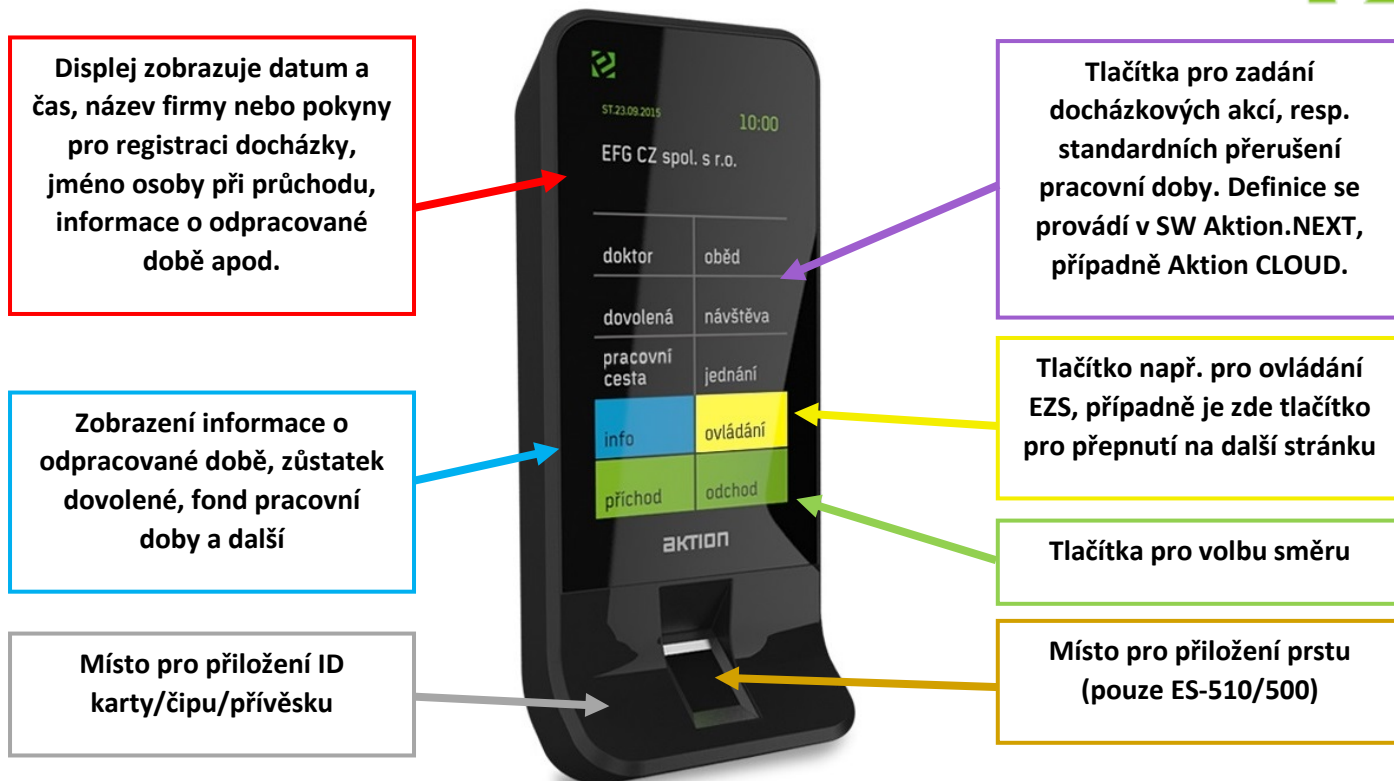 Displej zobrazuje datum a
čas, název firmy nebo pokyny
pro registraci docházky,
jméno osoby při průchodu,
informace o odpracované
době apod.
Zobrazení informace o
odpracované době, zůstatek
dovolené, fond pracovní
doby a další
Místo pro přiložení ID
karty/čipu/přívěsku
ST.23.09.2015
10:00
EFG CZ spol. s r.o.
doktor
oběd
dovolená
návštěva
pracovní
cesta
jednání
info
ovládání
příchod
odchod
aktion
Tlačítka pro zadání
docházkových akcí, resp.
standardních přerušení
pracovní doby. Definice se
provádí v SW Aktion.NEXT,
případně Aktion CLOUD.
Tlačítko např. pro ovládání
EZS, případně je zde tlačítko
pro přepnutí na další stránku
Tlačítka pro volbu směru
Místo pro přiložení prstu
(pouze ES-510/500)